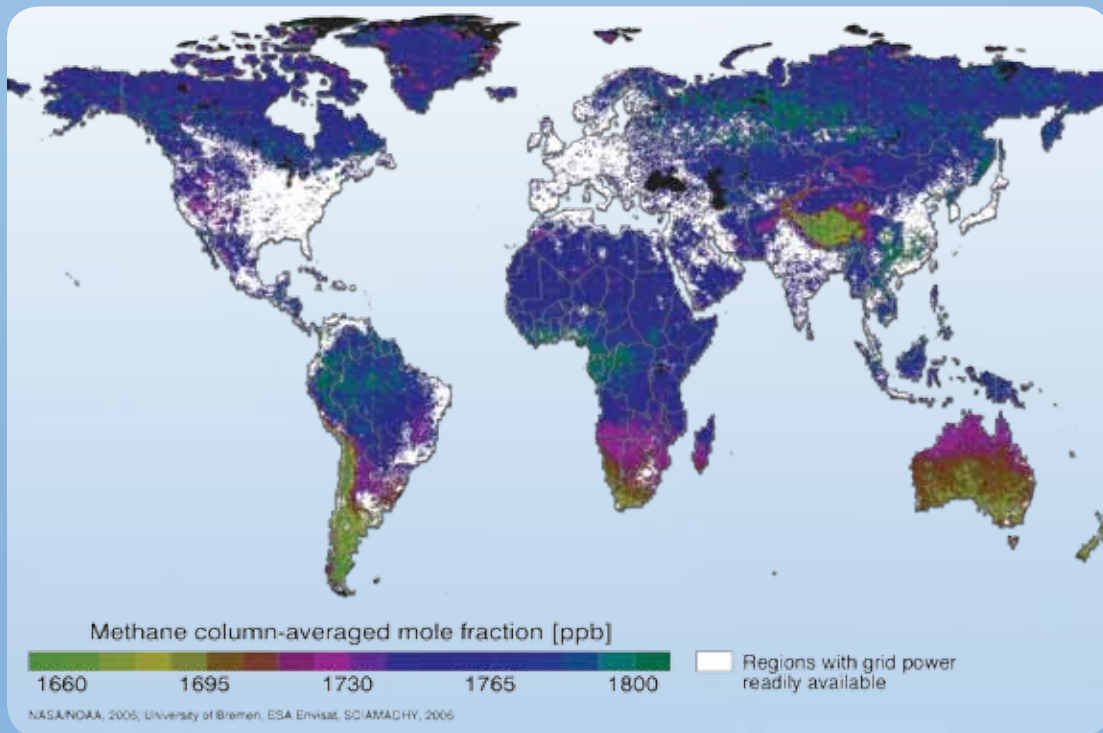 Methane column-averaged mole fraction [ppb]
1660 1695 1730 1765 1800
Regions with grid power
readily available
NASA/NOAA, 2006; University of Bremen, ESA Envisat, SCIAMACHY, 2006